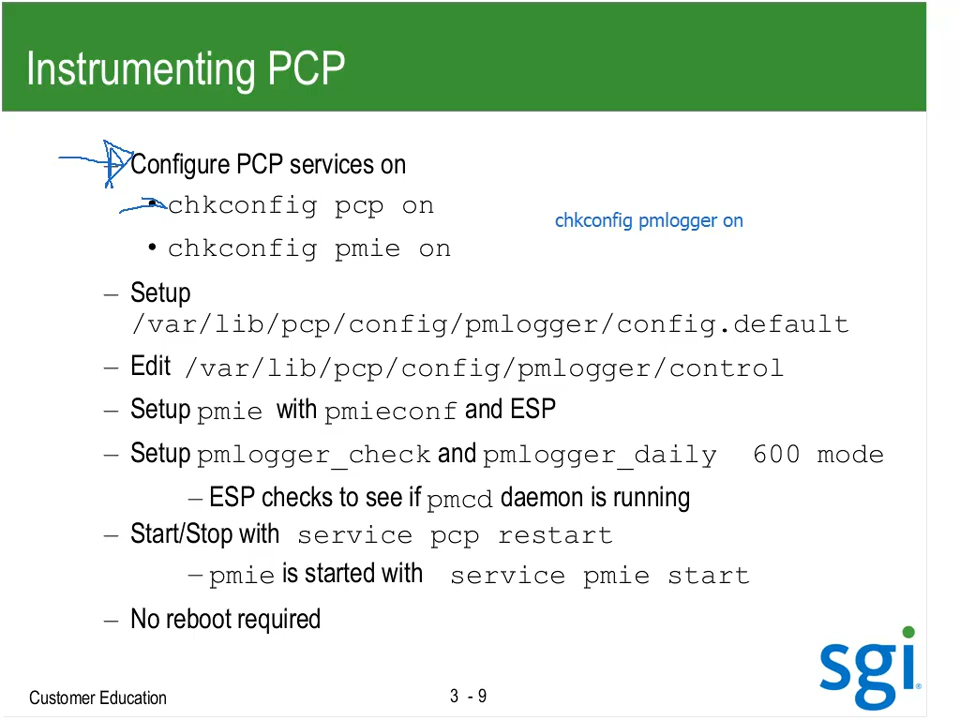 Instrumenting PCP
– Configure PCP services on
• chkconfig pcp on
chkconfig pmlogger on
• chkconfig pmie on
– Setup
/var/lib/pcp/config/pmlogger/config.default
– Edit /var/lib/pcp/config/pmlogger/control
– Setup pmie with pmieconf and ESP
– Setup pmlogger_check and pmlogger_daily 600 mode
– ESP checks to see if pmcd daemon is running
– Start/Stop with service pcp restart
– pmie is started with service pmie start
– No reboot required
sgi®
Customer Education
3 - 9